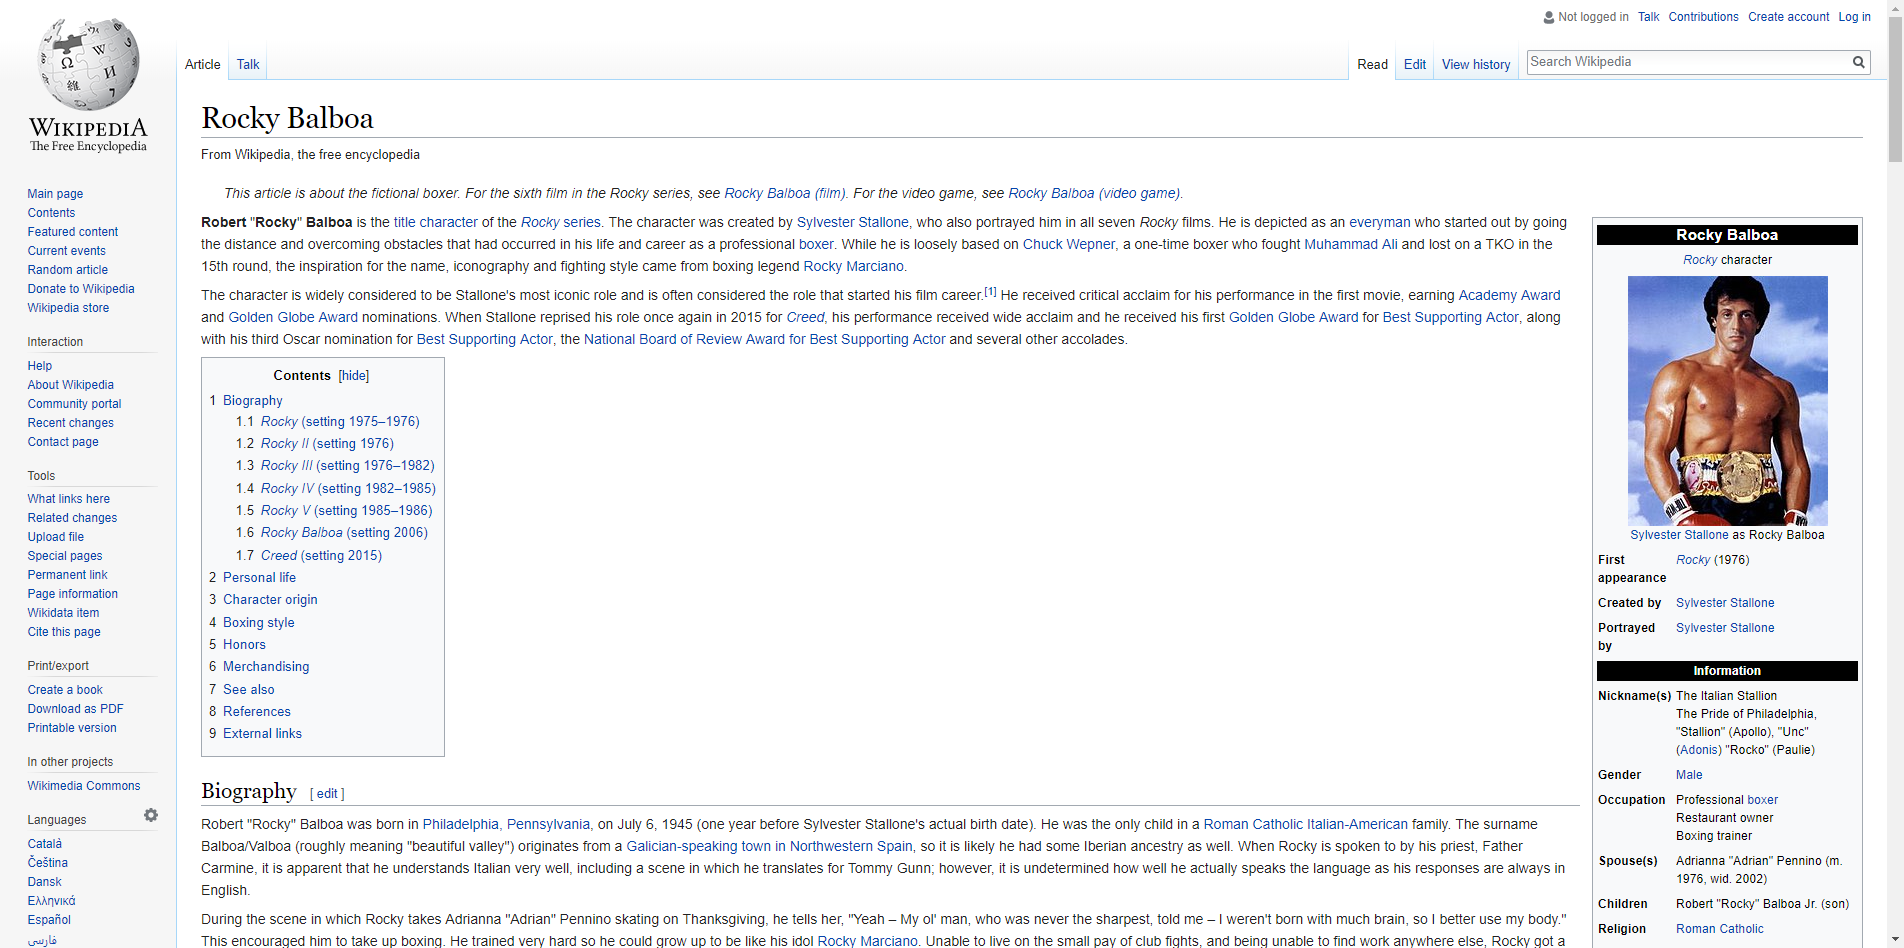 Not logged in Talk Contributions Create account Log in
Article Talk
Read Edit View history Search Wikipedia
WIKIPEDIA
The Free Encyclopedia
Main page
Contents
Featured content
Current events
Random article
Donate to Wikipedia
Wikipedia store
Interaction
Help
About Wikipedia
Community portal
Recent changes
Contact page
Tools
What links here
Related changes
Upload file
Special pages
Permanent link
Page information
Wikidata item
Cite this page
Print/export
Create a book
Download as PDF
Printable version
In other projects
Wikimedia Commons
Languages
Català
Čeština
Dansk
Ελληνικά
Español
فارسی
Rocky Balboa
From Wikipedia, the free encyclopedia
This article is about the fictional boxer. For the sixth film in the Rocky series, see Rocky Balboa (film). For the video game, see Rocky Balboa (video game).
Robert "Rocky" Balboa is the title character of the Rocky series. The character was created by Sylvester Stallone, who also portrayed him in all seven Rocky films. He is depicted as an everyman who started out by going
the distance and overcoming obstacles that had occurred in his life and career as a professional boxer. While he is loosely based on Chuck Wepner, a one-time boxer who fought Muhammad Ali and lost on a TKO in the
15th round, the inspiration for the name, iconography and fighting style came from boxing legend Rocky Marciano.
The character is widely considered to be Stallone's most iconic role and is often considered the role that started his film career.[1] He received critical acclaim for his performance in the first movie, earning Academy Award
and Golden Globe Award nominations. When Stallone reprised his role once again in 2015 for Creed, his performance received wide acclaim and he received his first Golden Globe Award for Best Supporting Actor, along
with his third Oscar nomination for Best Supporting Actor, the National Board of Review Award for Best Supporting Actor and several other accolades.
Contents [hide]
1 Biography
1.1 Rocky (setting 1975–1976)
1.2 Rocky II (setting 1976)
1.3 Rocky III (setting 1976–1982)
1.4 Rocky IV (setting 1982–1985)
1.5 Rocky V (setting 1985–1986)
1.6 Rocky Balboa (setting 2006)
1.7 Creed (setting 2015)
2 Personal life
3 Character origin
4 Boxing style
5 Honors
6 Merchandising
7 See also
8 References
9 External links
Biography [ edit ]
Robert "Rocky" Balboa was born in Philadelphia, Pennsylvania, on July 6, 1945 (one year before Sylvester Stallone's actual birth date). He was the only child in a Roman Catholic Italian-American family. The surname
Balboa/Valboa (roughly meaning "beautiful valley") originates from a Galician-speaking town in Northwestern Spain, so it is likely he had some Iberian ancestry as well. When Rocky is spoken to by his priest, Father
Carmine, it is apparent that he understands Italian very well, including a scene in which he translates for Tommy Gunn; however, it is undetermined how well he actually speaks the language as his responses are always in
English.
During the scene in which Rocky takes Adrianna "Adrian" Pennino skating on Thanksgiving, he tells her, "Yeah – My ol' man, who was never the sharpest, told me – I weren't born with much brain, so I better use my body."
This encouraged him to take up boxing. He trained very hard so he could grow up to be like his idol Rocky Marciano. Unable to live on the small pay of club fights, and being unable to find work anywhere else, Rocky got a
Rocky Balboa
Rocky character
Sylvester Stallone as Rocky Balboa
First appearance Rocky (1976)
Created by Sylvester Stallone
Portrayed by Sylvester Stallone
Information
Nickname(s) The Italian Stallion
The Pride of Philadelphia,
"Stallion" (Apollo), "Unc"
(Adonis) "Rocko" (Paulie)
Gender Male
Occupation Professional boxer
Restaurant owner
Boxing trainer
Spouse(s) Adrianna "Adrian" Pennino (m.
1976, wid. 2002)
Children Robert "Rocky" Balboa Jr. (son)
Religion Roman Catholic